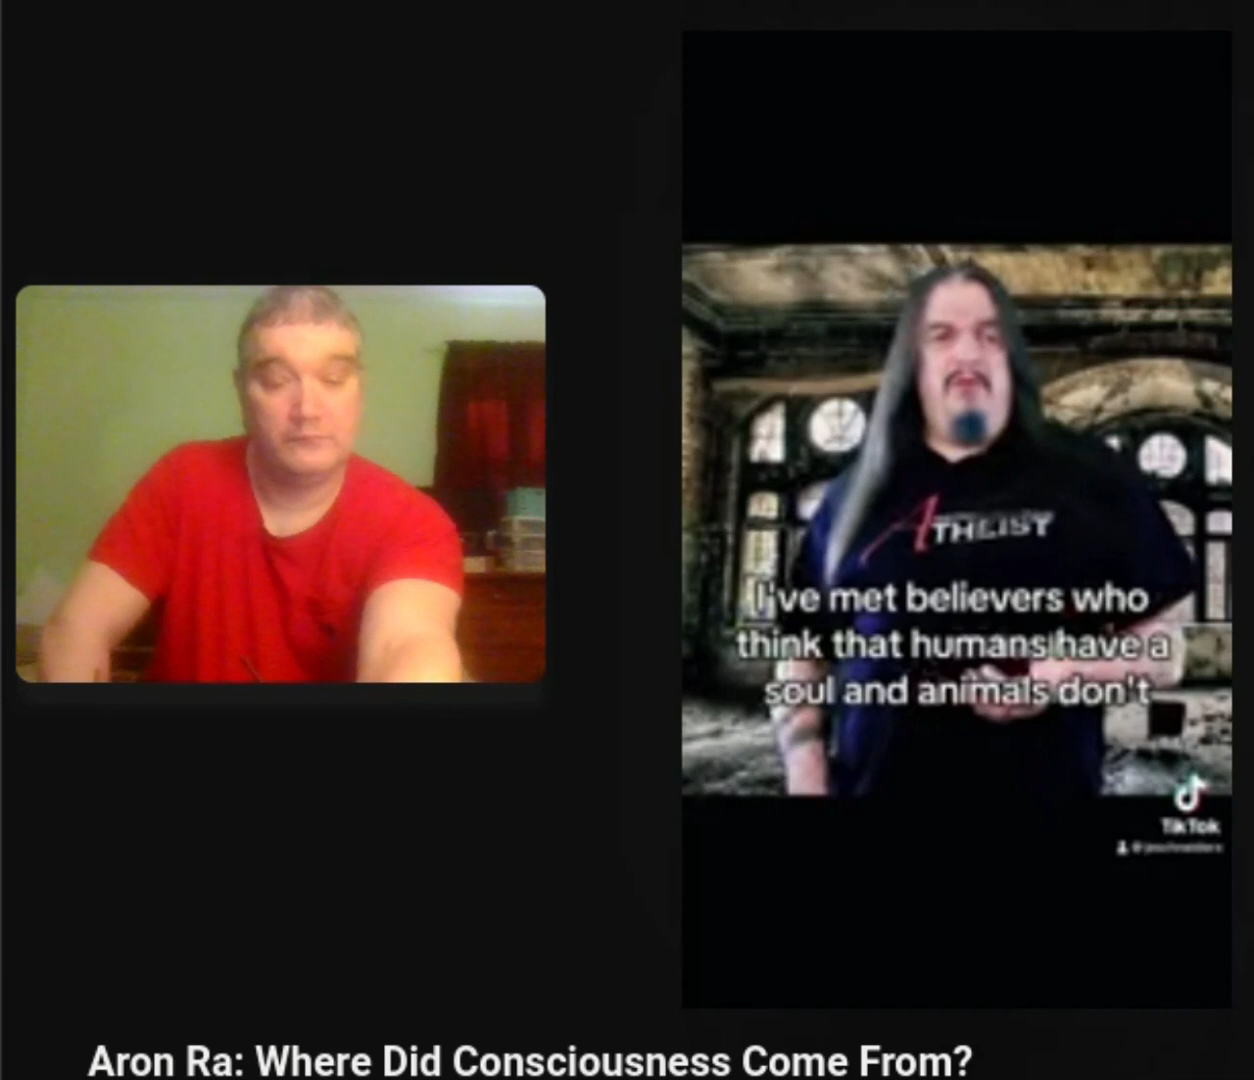 ATHEIST
I've met believers who
think that humans have a
soul and animals don't
TikTok
Aron Ra: Where Did Consciousness Come From?